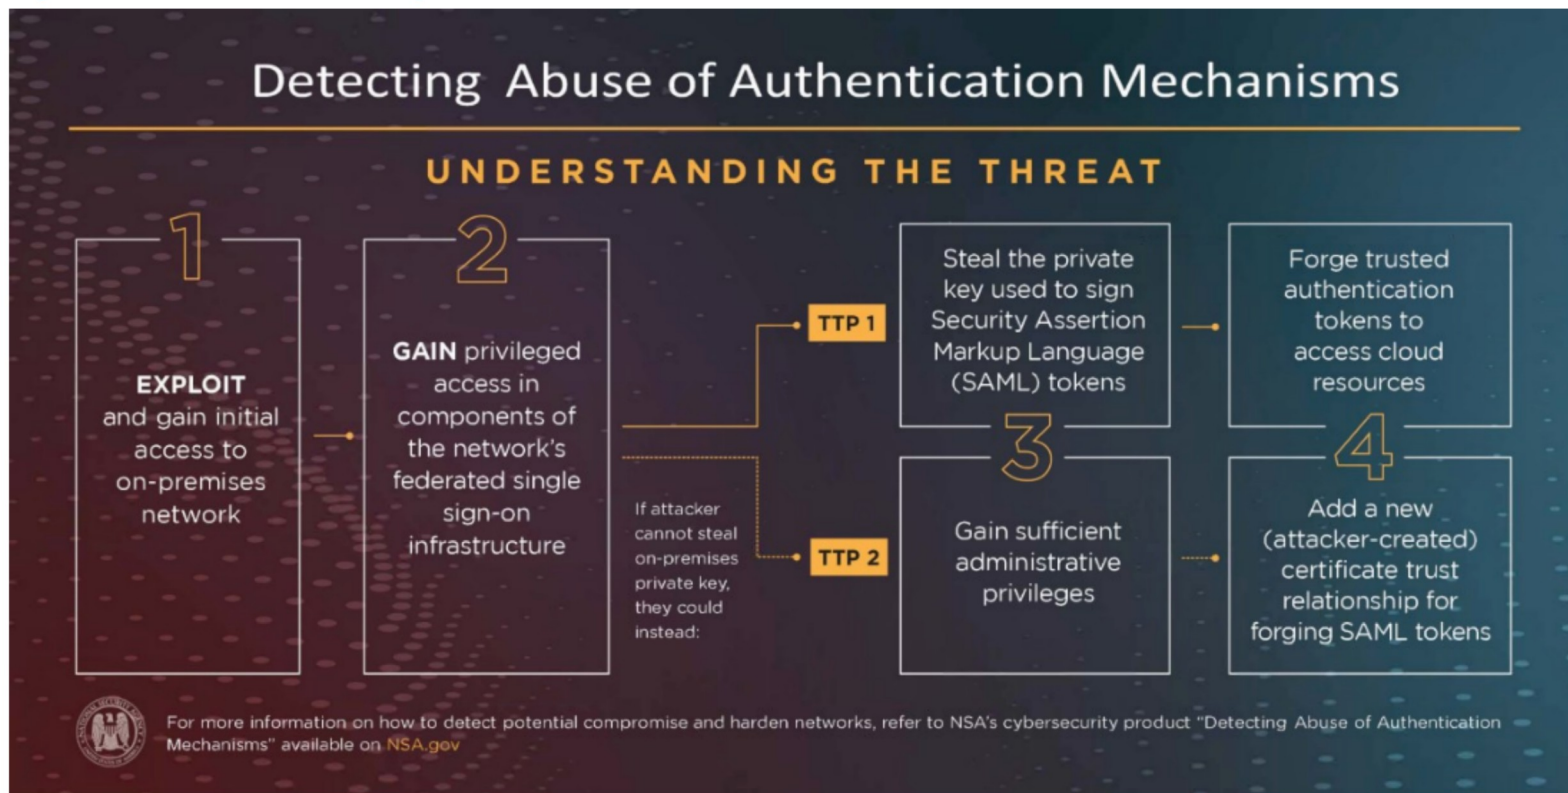 Detecting Abuse of Authentication Mechanisms
UNDERSTANDING THE THREAT
1
EXPLOIT
and gain initial
access to
on-premises
network
2
GAIN privileged
access in
components of
the network's
federated single
sign-on
infrastructure
If attacker
cannot steal
on-premises
private key,
they could
instead:
TTP 1
Steal the private
key used to sign
Security Assertion
Markup Language
(SAML) tokens
Forge trusted
authentication
tokens to
access cloud
resources
3
4
TTP 2
Gain sufficient
administrative
privileges
Add a new
(attacker-created)
certificate trust
relationship for
forging SAML tokens
For more information on how to detect potential compromise and harden networks, refer to NSA's cybersecurity product "Detecting Abuse of Authentication
Mechanisms" available on NSA.gov